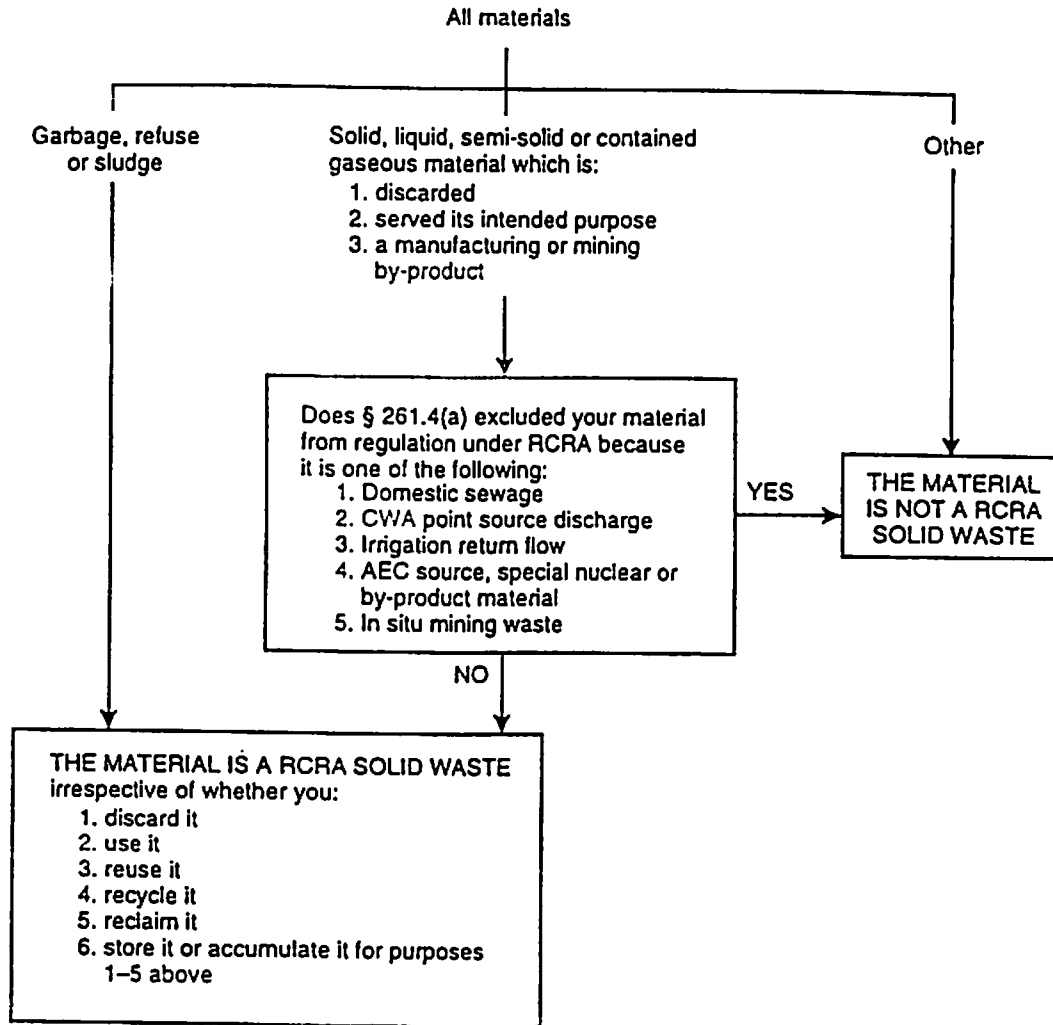 All materials
Garbage, refuse
or sludge
Solid, liquid, semi-solid or contained
gaseous material which is:
1. discarded
2. served its intended purpose
3. a manufacturing or mining
by-product
Other
Does § 261.4(a) excluded your material
from regulation under RCRA because
it is one of the following:
1. Domestic sewage
2. CWA point source discharge
3. Irrigation return flow
4. AEC source, special nuclear or
by-product material
5. In situ mining waste
YES
THE MATERIAL
IS NOT A RCRA
SOLID WASTE
NO
THE MATERIAL IS A RCRA SOLID WASTE
irrespective of whether you:
1. discard it
2. use it
3. reuse it
4. recycle it
5. reclaim it
6. store it or accumulate it for purposes
1–5 above